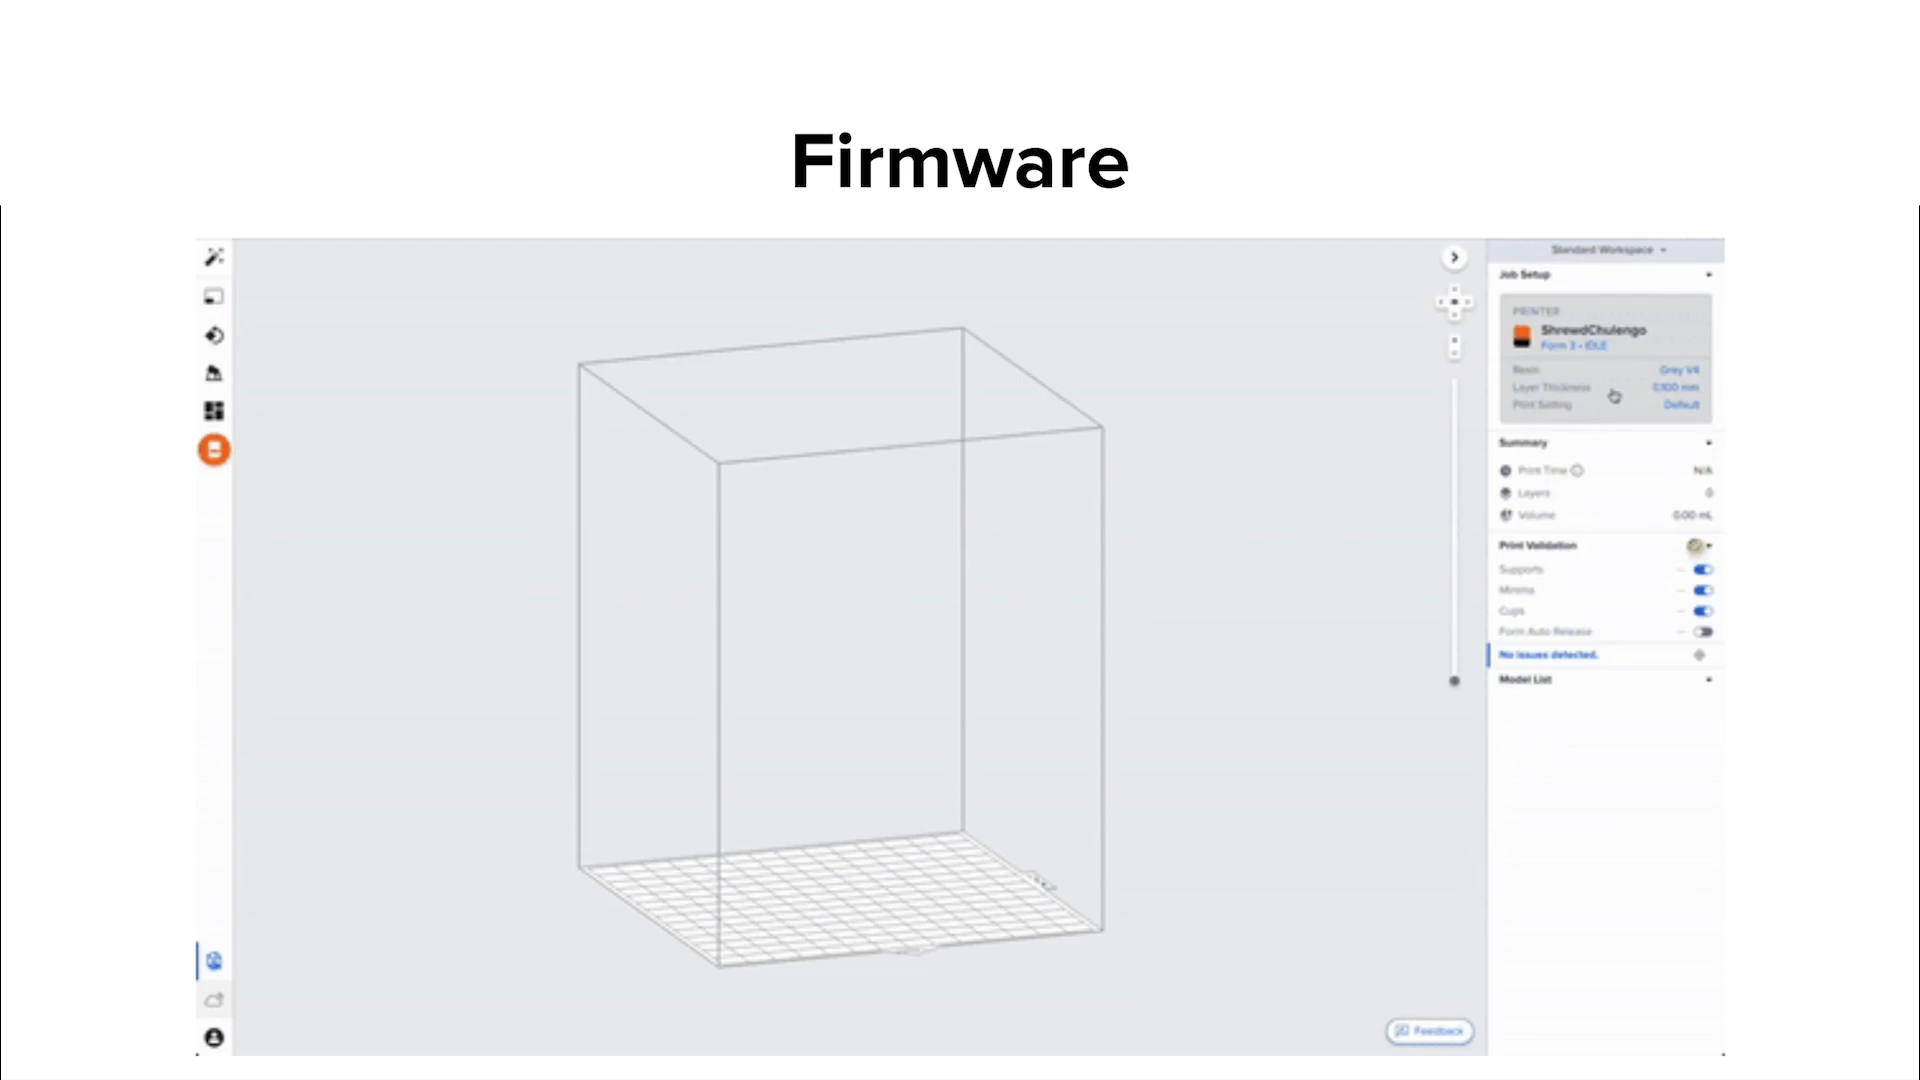 Firmware
Standard Workspace
Job Setup
PRINTER
ShrewdChulengo
Form 3 - IDLE
Resin Grey V4
Layer Thickness 0.100 mm
Print Setting Default
Summary
Print Time N/A
Layers 0
Volume 0.00 mL
Print Validation
Supports
Minima
Cups
Form Auto Release
No issues detected.
Model List
Feedback